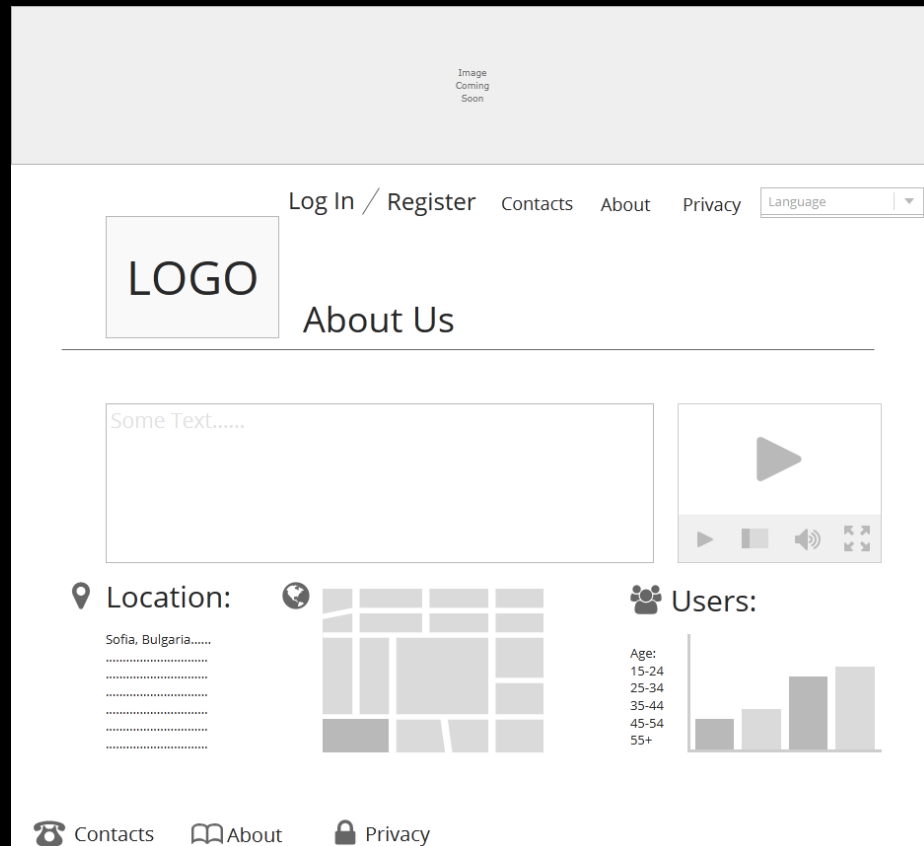 Image
Coming
Soon
Log In / Register Contacts About Privacy Language
LOGO
About Us
Some Text......
Location:
Sofia, Bulgaria......
............................
............................
............................
............................
............................
............................
Users:
Age:
15-24
25-34
35-44
45-54
55+
Contacts About Privacy